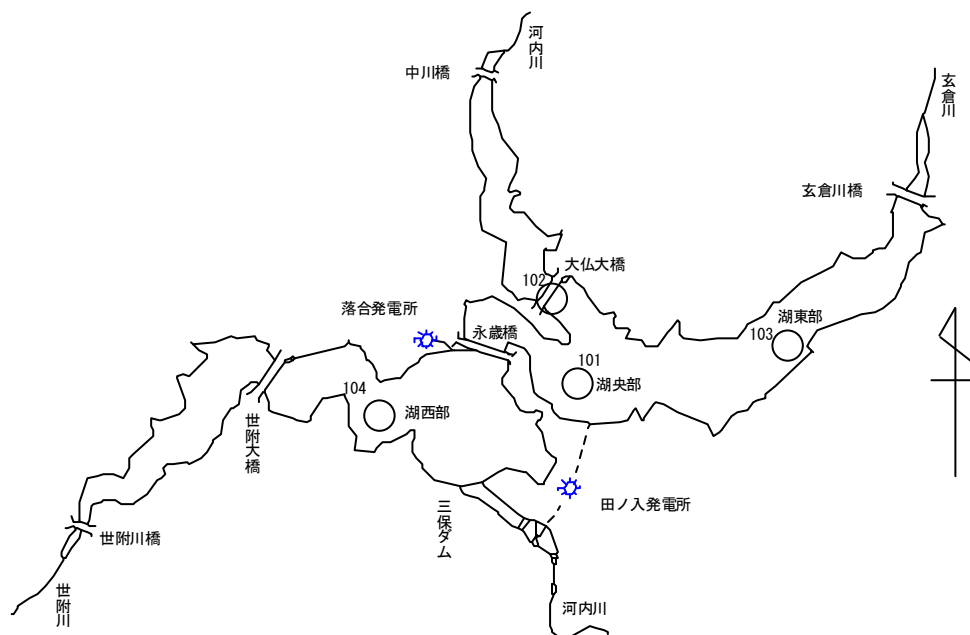 河内川
中川橋
玄倉川
玄倉川橋
大仏大橋
102
落合発電所
永歳橋
湖東部
103
101
湖央部
104
湖西部
世附大橋
田ノ入発電所
三保ダム
世附川橋
世附川
河内川